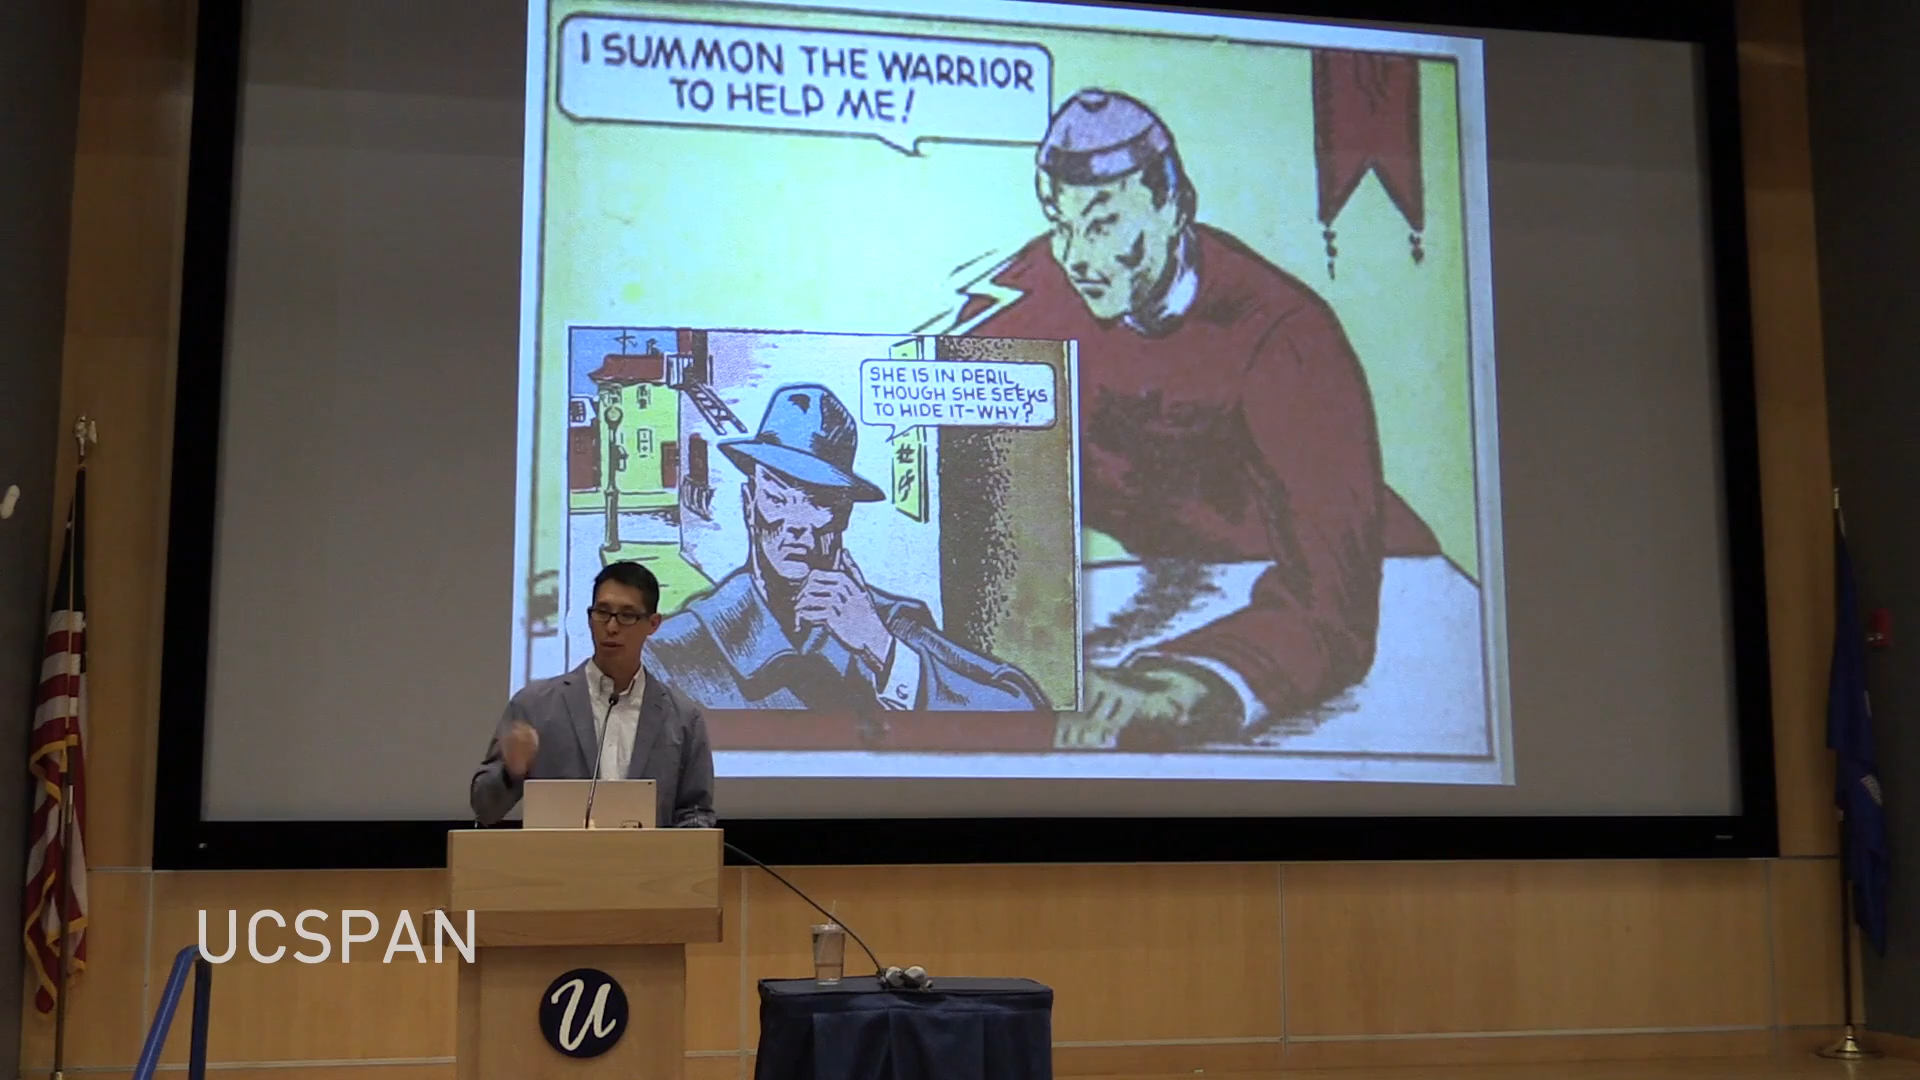 I SUMMON THE WARRIOR
TO HELP ME!
SHE IS IN PERIL,
THOUGH SHE SEEKS
TO HIDE IT-WHY?
UCSPAN
U